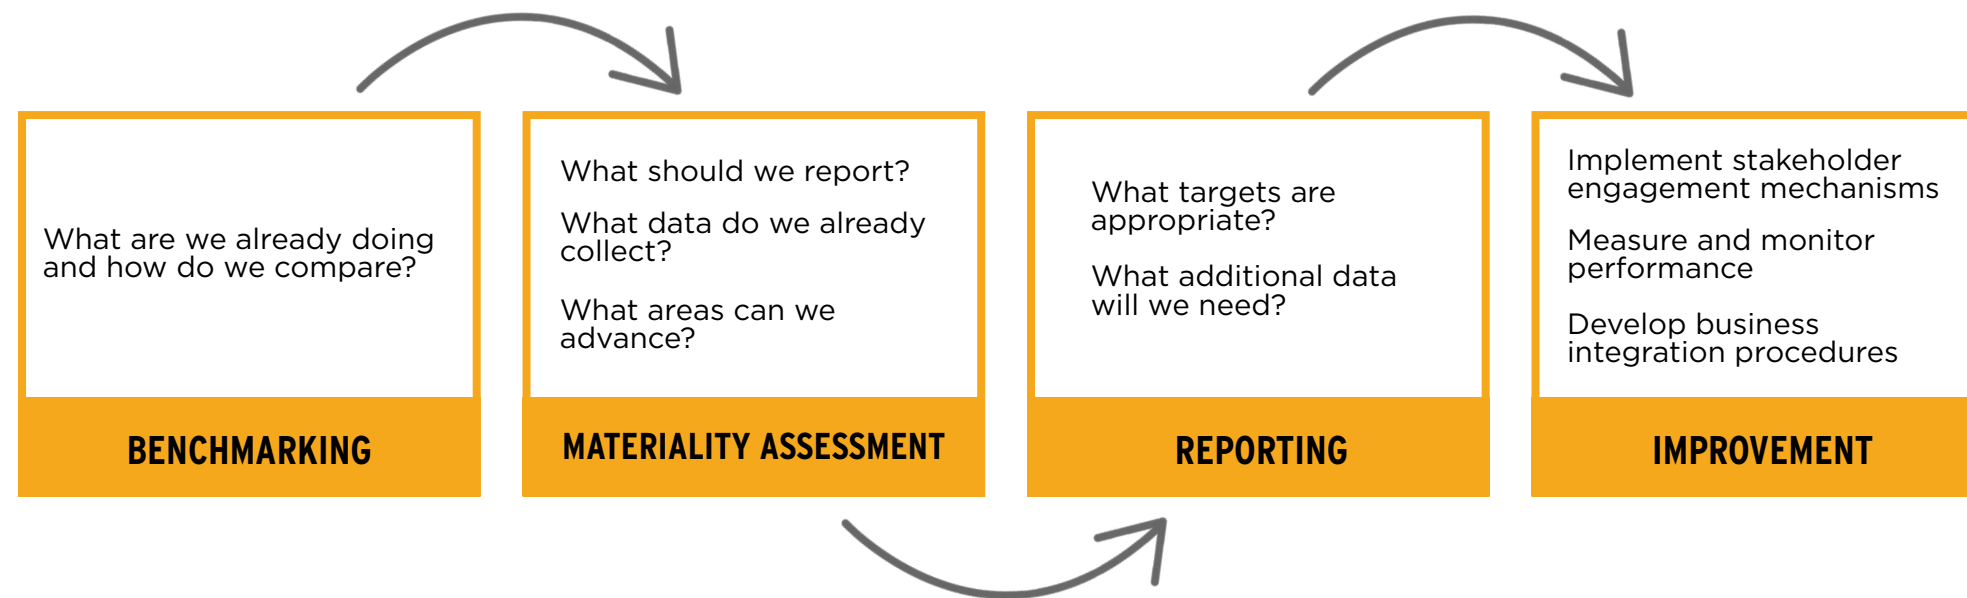 What are we already doing
and how do we compare?
BENCHMARKING
What should we report?
What data do we already
collect?
What areas can we
advance?
MATERIALITY ASSESSMENT
What targets are
appropriate?
What additional data
will we need?
REPORTING
Implement stakeholder
engagement mechanisms
Measure and monitor
performance
Develop business
integration procedures
IMPROVEMENT